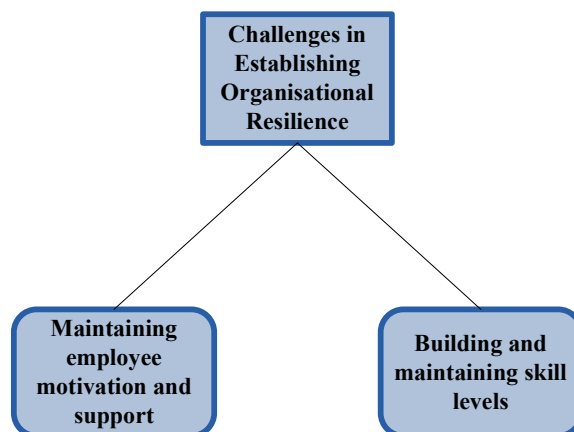 Challenges in
Establishing
Organisational
Resilience
Maintaining
employee
motivation and
support
Building and
maintaining skill
levels